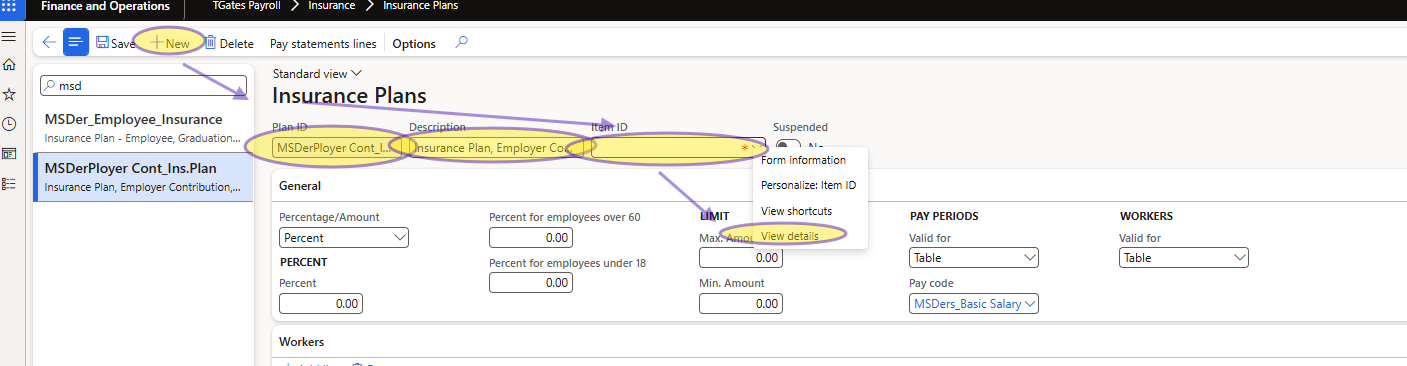 Finance and Operations
TGates Payroll > Insurance > Insurance Plans
Save New Delete Pay statements lines Options
msd
MSDer_Employee_Insurance
Insurance Plan - Employee, Graduation...
MSDerPloyer Cont_Ins.Plan
Insurance Plan, Employer Contribution,...
Standard view
Insurance Plans
Plan ID Description Item ID Suspended
MSDerPloyer Cont_I... Insurance Plan, Employer Co... * No
Form information
Personalize: Item ID
View shortcuts
View details
General
Percentage/Amount
Percent
PERCENT
Percent
0.00
Percent for employees over 60
0.00
Percent for employees under 18
0.00
LIMIT
Max. Amou
0.00
Min. Amount
0.00
PAY PERIODS
Valid for
Table
Pay code
MSDers_Basic Salary
WORKERS
Valid for
Table
Workers